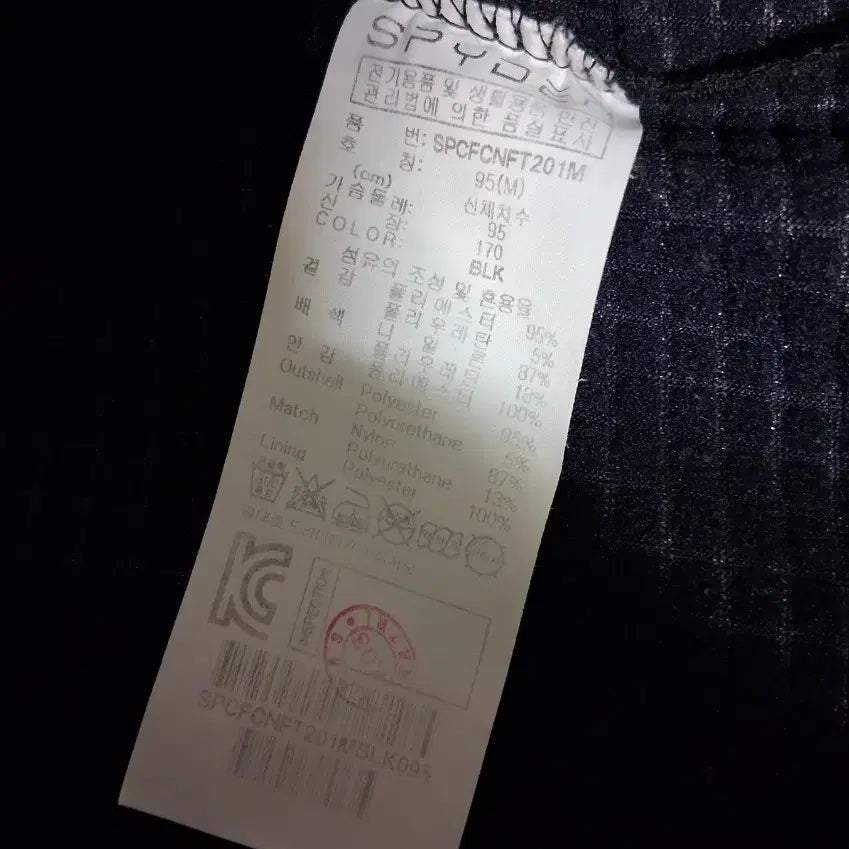 SPYDER
전기용품 및 생활용품 안전
관리법에 의한 품질표시
품 번: SPCFCNFT201M
호 칭: 95(M)
(cm) 신체치수
가슴둘레: 95
신 장: 170
COLOR: BLK
섬유의 조성 및 혼용율
겉 감 폴리에스터 95%
폴리우레탄 5%
배 색 나일론 87%
폴리우레탄 13%
안 감 폴리에스터 100%
Outshell Polyester 95%
Polyurethane 5%
Match Nylon 87%
Polyurethane 13%
Lining Polyester 100%
INSPECTION
SPCFCNFT201MBLK095